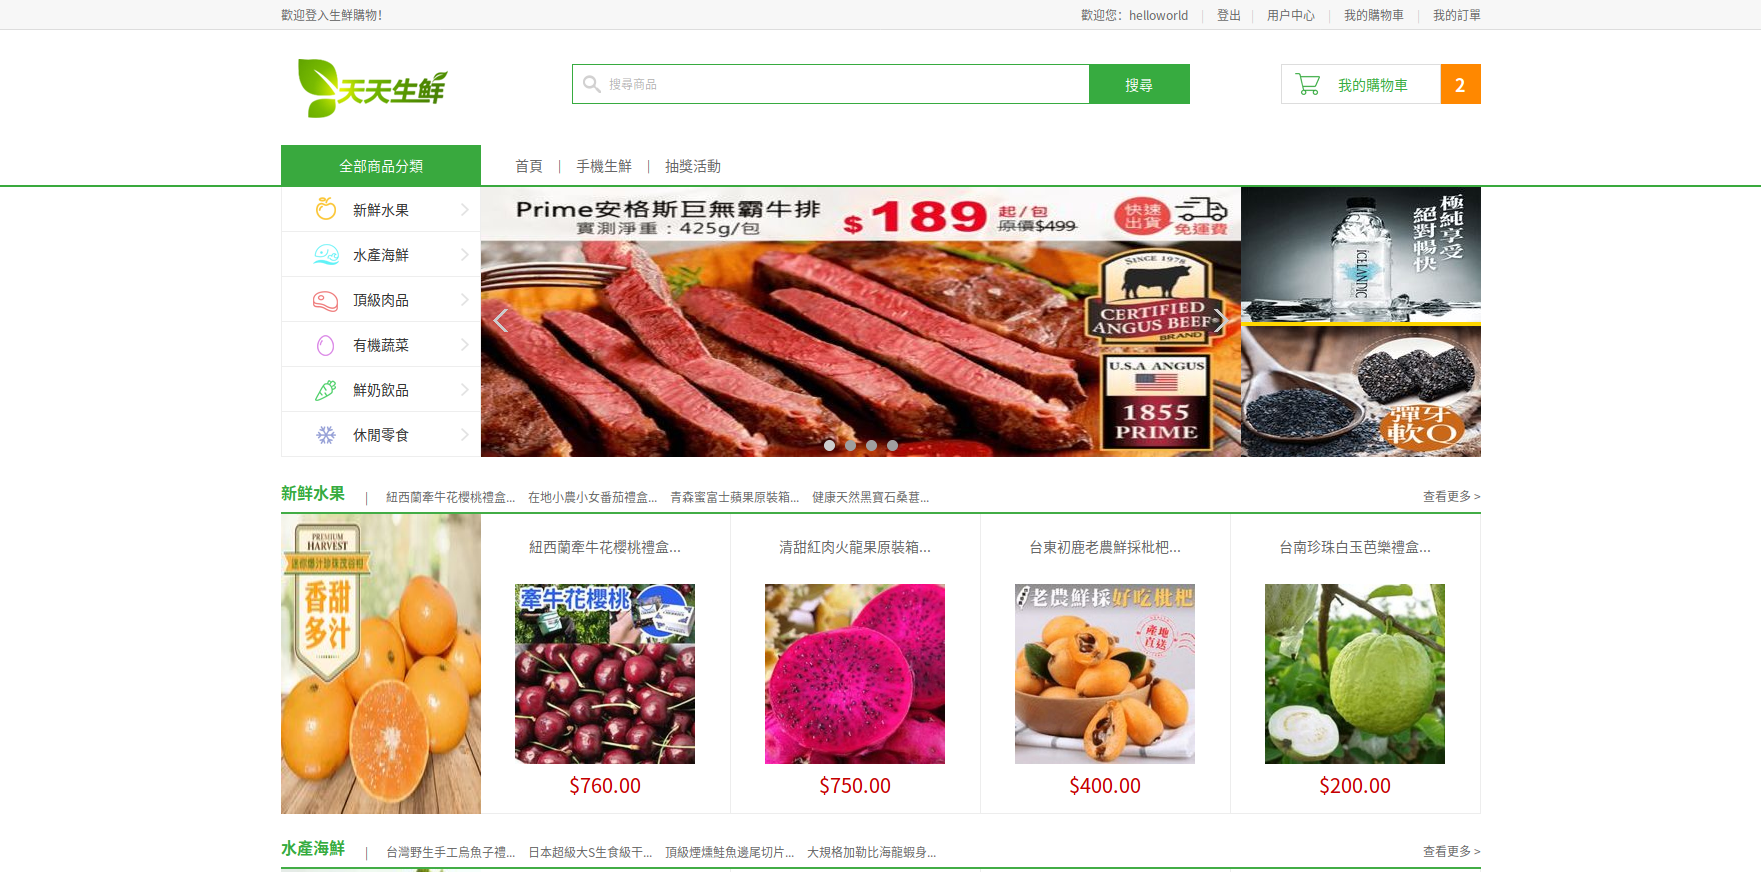 歡迎登入生鮮購物!
歡迎您：helloworld | 登出 | 用户中心 | 我的購物車 | 我的訂單
天天生鮮
搜尋商品
搜尋
我的購物車
2
全部商品分類
首頁 | 手機生鮮 | 抽獎活動
新鮮水果
水產海鮮
頂級肉品
有機蔬菜
鮮奶飲品
休閒零食
Prime安格斯巨無霸牛排
實測淨重：425g/包
$189 起/包
原價$499
快速出貨
免運費
SINCE 1978
CERTIFIED
ANGUS BEEF®
BRAND
U.S.A ANGUS
1855
PRIME
極純享受
絕對暢快
ICELANDIC
彈牙
軟Q
新鮮水果 | 紐西蘭牽牛花櫻桃禮盒... 在地小農小女番茄禮盒... 青森蜜富士蘋果原裝箱... 健康天然黑寶石桑葚...
查看更多 >
PREMIUM
HARVEST
迷你爆汁珍珠茂谷柑
香甜
多汁
紐西蘭牽牛花櫻桃禮盒...
牽牛花櫻桃
$760.00
清甜紅肉火龍果原裝箱...
$750.00
台東初鹿老農鮮採枇杷...
老農鮮採好吃枇杷
產地
直送
$400.00
台南珍珠白玉芭樂禮盒...
$200.00
水產海鮮 | 台灣野生手工烏魚子禮... 日本超級大S生食級干... 頂級煙燻鮭魚邊尾切片... 大規格加勒比海龍蝦身...
查看更多 >